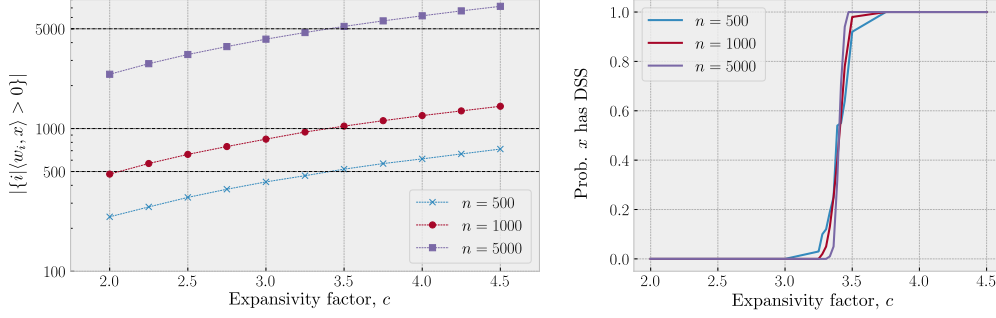 |{i|⟨w_i, x⟩ > 0}|
5000
1000
500
100
2.0 2.5 3.0 3.5 4.0 4.5
Expansivity factor, c
n = 500
n = 1000
n = 5000
Prob. x has DSS
1.0
0.8
0.6
0.4
0.2
0.0
2.0 2.5 3.0 3.5 4.0 4.5
Expansivity factor, c
n = 500
n = 1000
n = 5000